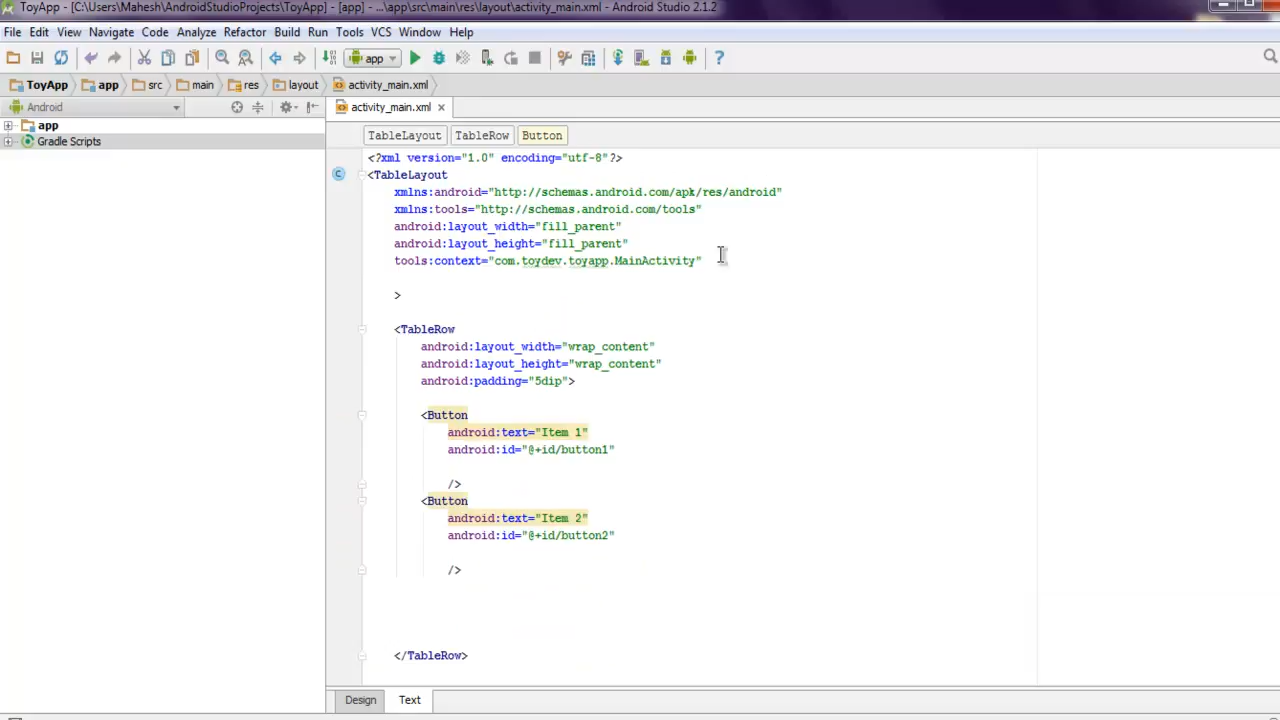 ToyApp - [C:\Users\Mahesh\AndroidStudioProjects\ToyApp] - [app] - ...\app\src\main\res\layout\activity_main.xml - Android Studio 2.1.2
File Edit View Navigate Code Analyze Refactor Build Run Tools VCS Window Help
app
ToyApp app src main res layout activity_main.xml
Android activity_main.xml
app
Gradle Scripts
TableLayout TableRow Button
<?xml version="1.0" encoding="utf-8"?>
<TableLayout
xmlns:android="http://schemas.android.com/apk/res/android"
xmlns:tools="http://schemas.android.com/tools"
android:layout_width="fill_parent"
android:layout_height="fill_parent"
tools:context="com.toydev.toyapp.MainActivity"
>
<TableRow
android:layout_width="wrap_content"
android:layout_height="wrap_content"
android:padding="5dip">
<Button
android:text="Item 1"
android:id="@+id/button1"
/>
<Button
android:text="Item 2"
android:id="@+id/button2"
/>
</TableRow>
Design Text